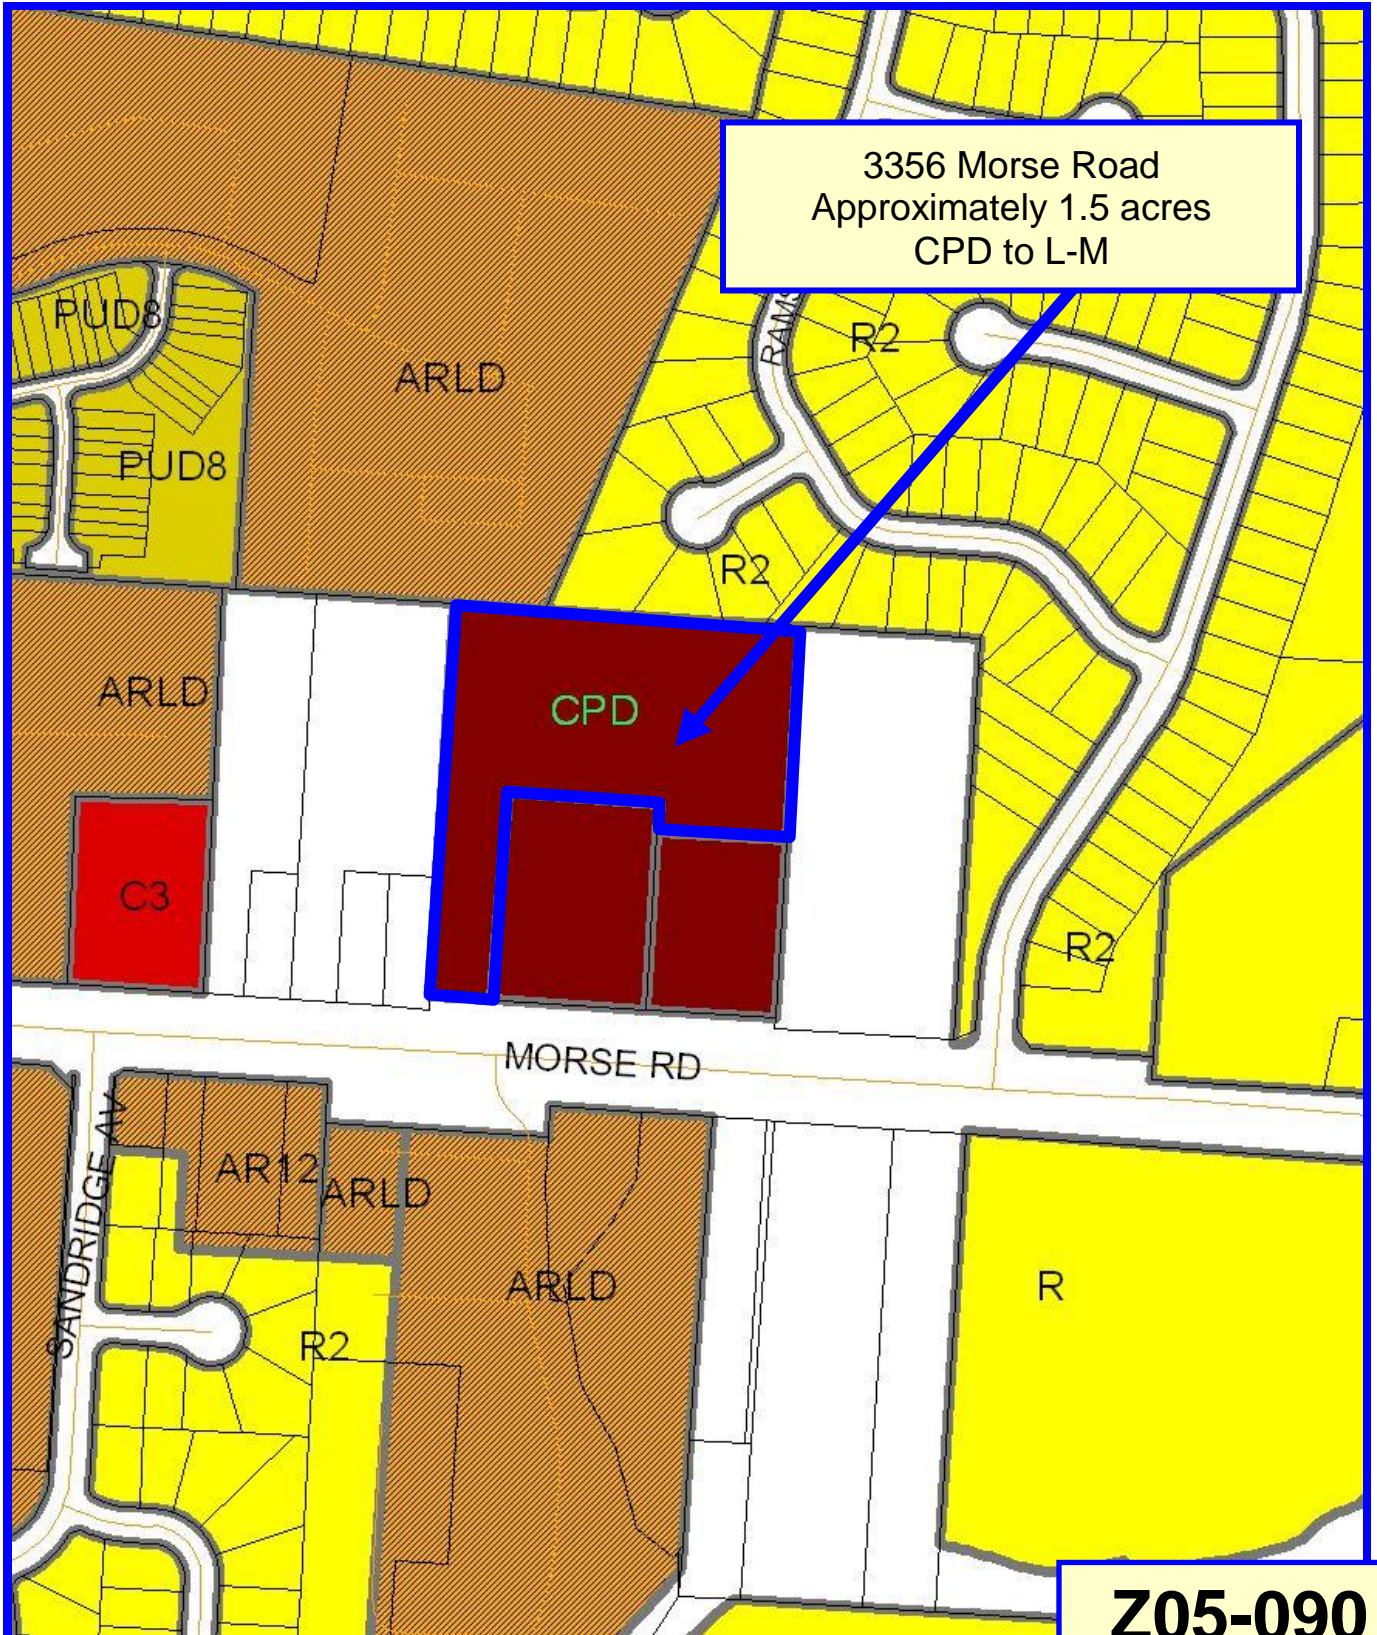 3356 Morse Road
Approximately 1.5 acres
CPD to L-M
PUD8
R2
ARLD
PUD8
R2
ARLD
CPD
C3
R2
MORSE RD
SANDRIDGE AV
AR12
ARLD
ARLD
R
R2
Z05-090